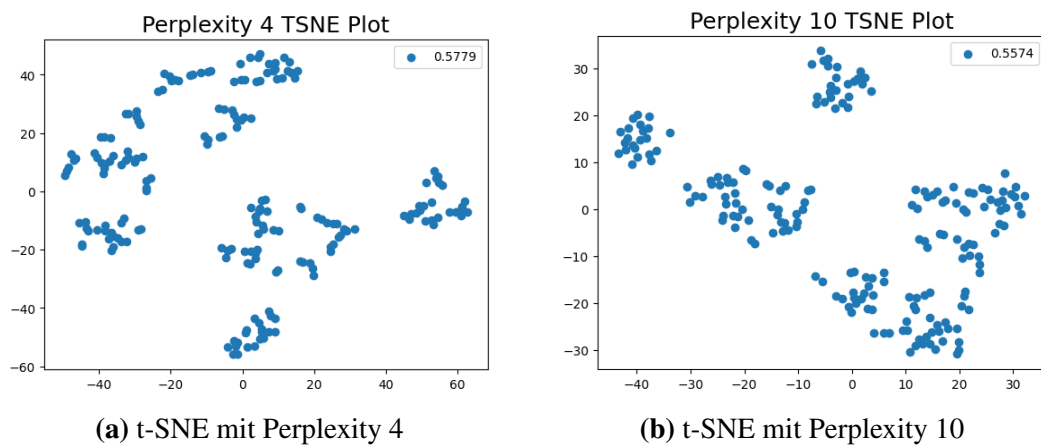 Perplexity 4 TSNE Plot
0.5779
40
20
0
−20
−40
−60
−40 −20 0 20 40 60
(a) t-SNE mit Perplexity 4
Perplexity 10 TSNE Plot
0.5574
30
20
10
0
−10
−20
−30
−40 −30 −20 −10 0 10 20 30
(b) t-SNE mit Perplexity 10